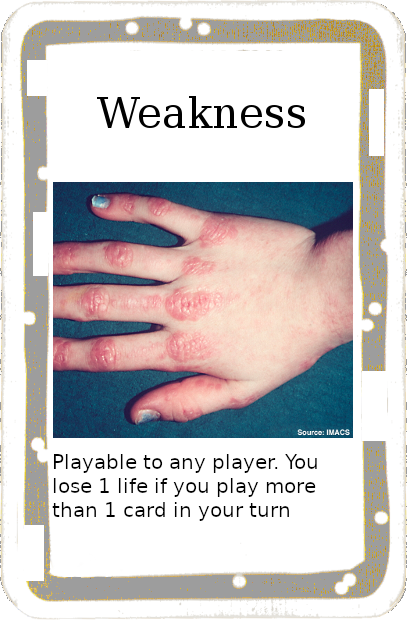 Weakness
Source: IMACS
Playable to any player. You
lose 1 life if you play more
than 1 card in your turn